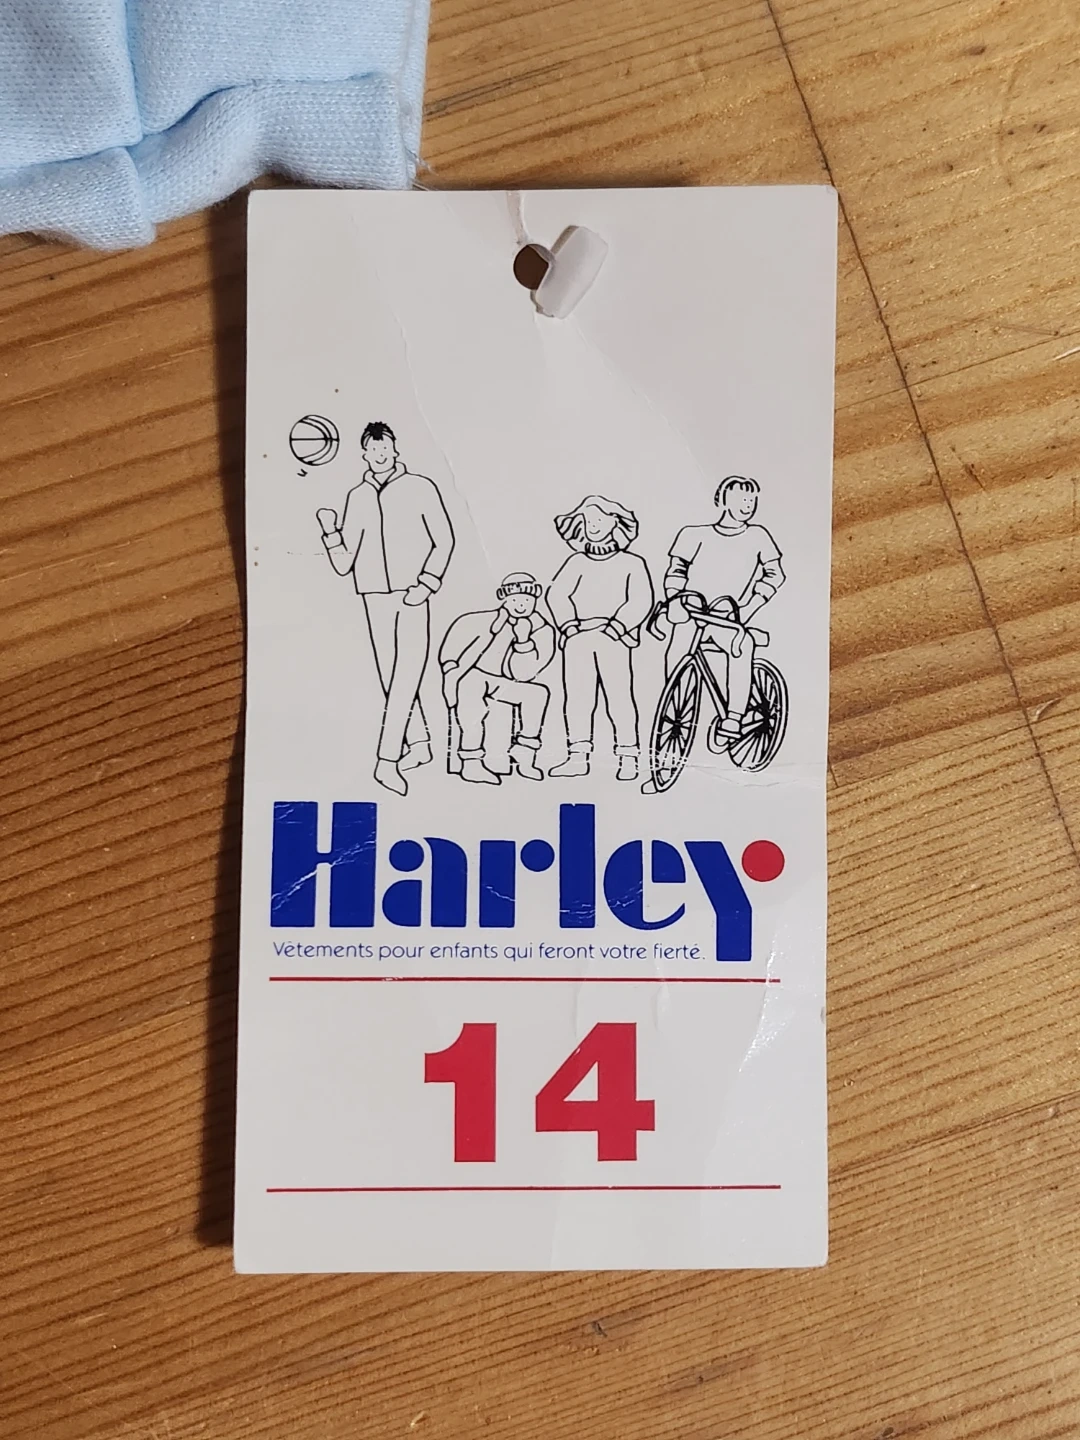 Harley
Vêtements pour enfants qui feront votre fierté.
14